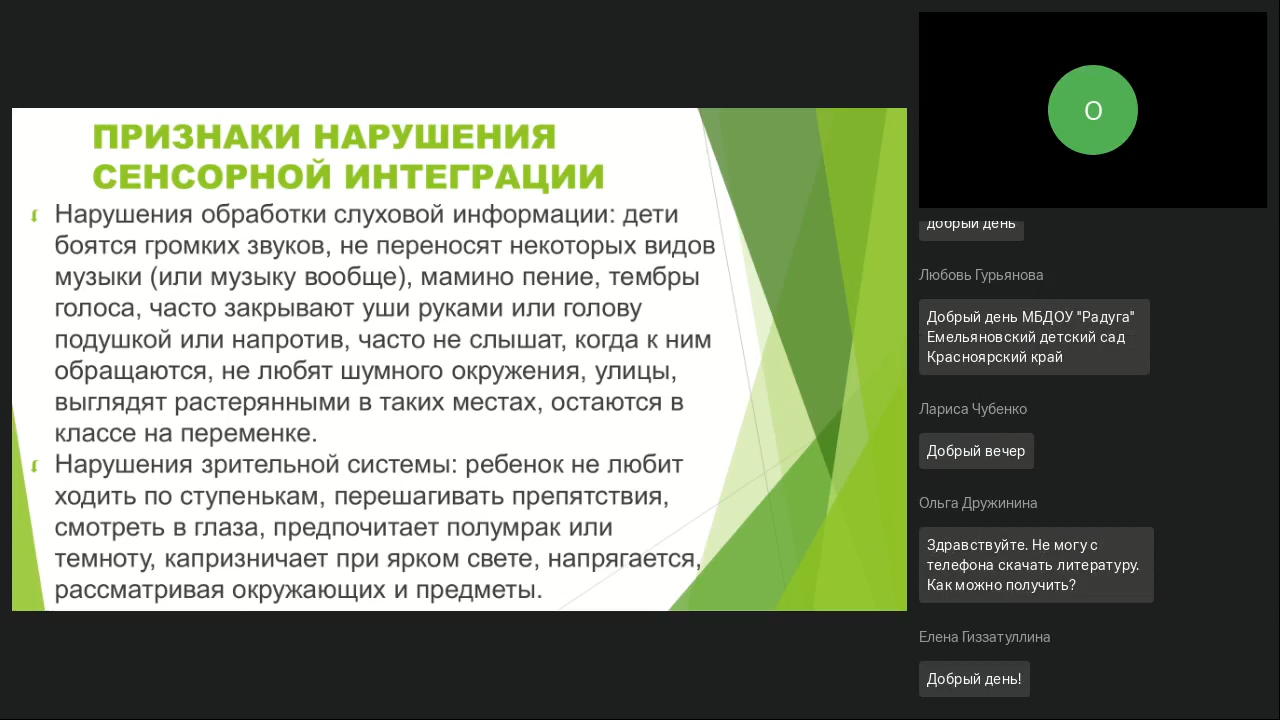 ПРИЗНАКИ НАРУШЕНИЯ
СЕНСОРНОЙ ИНТЕГРАЦИИ
Нарушения обработки слуховой информации: дети
боятся громких звуков, не переносят некоторых видов
музыки (или музыку вообще), мамино пение, тембры
голоса, часто закрывают уши руками или голову
подушкой или напротив, часто не слышат, когда к ним
обращаются, не любят шумного окружения, улицы,
выглядят растерянными в таких местах, остаются в
классе на переменке.
Нарушения зрительной системы: ребенок не любит
ходить по ступенькам, перешагивать препятствия,
смотреть в глаза, предпочитает полумрак или
темноту, капризничает при ярком свете, напрягается,
рассматривая окружающих и предметы.
О
добрый день
Любовь Гурьянова
Добрый день МБДОУ "Радуга"
Емельяновский детский сад
Красноярский край
Лариса Чубенко
Добрый вечер
Ольга Дружинина
Здравствуйте. Не могу с
телефона скачать литературу.
Как можно получить?
Елена Гиззатуллина
Добрый день!